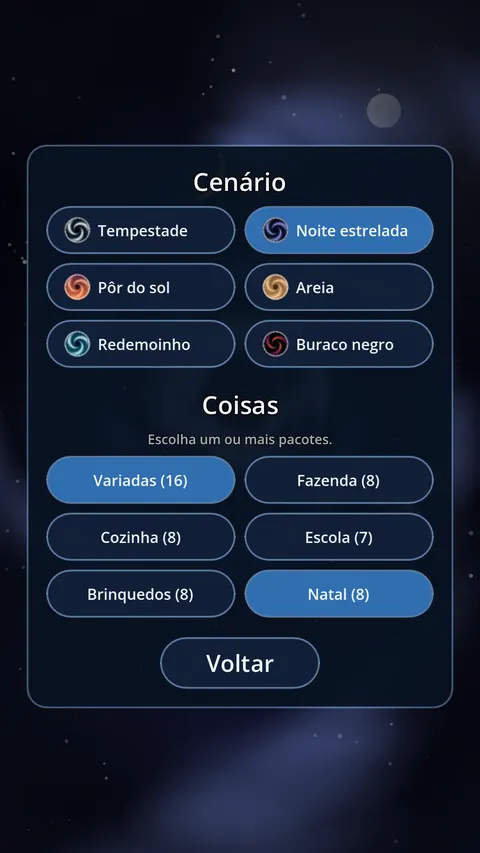 Cenário
Tempestade
Noite estrelada
Pôr do sol
Areia
Redemoinho
Buraco negro
Coisas
Escolha um ou mais pacotes.
Variadas (16)
Fazenda (8)
Cozinha (8)
Escola (7)
Brinquedos (8)
Natal (8)
Voltar